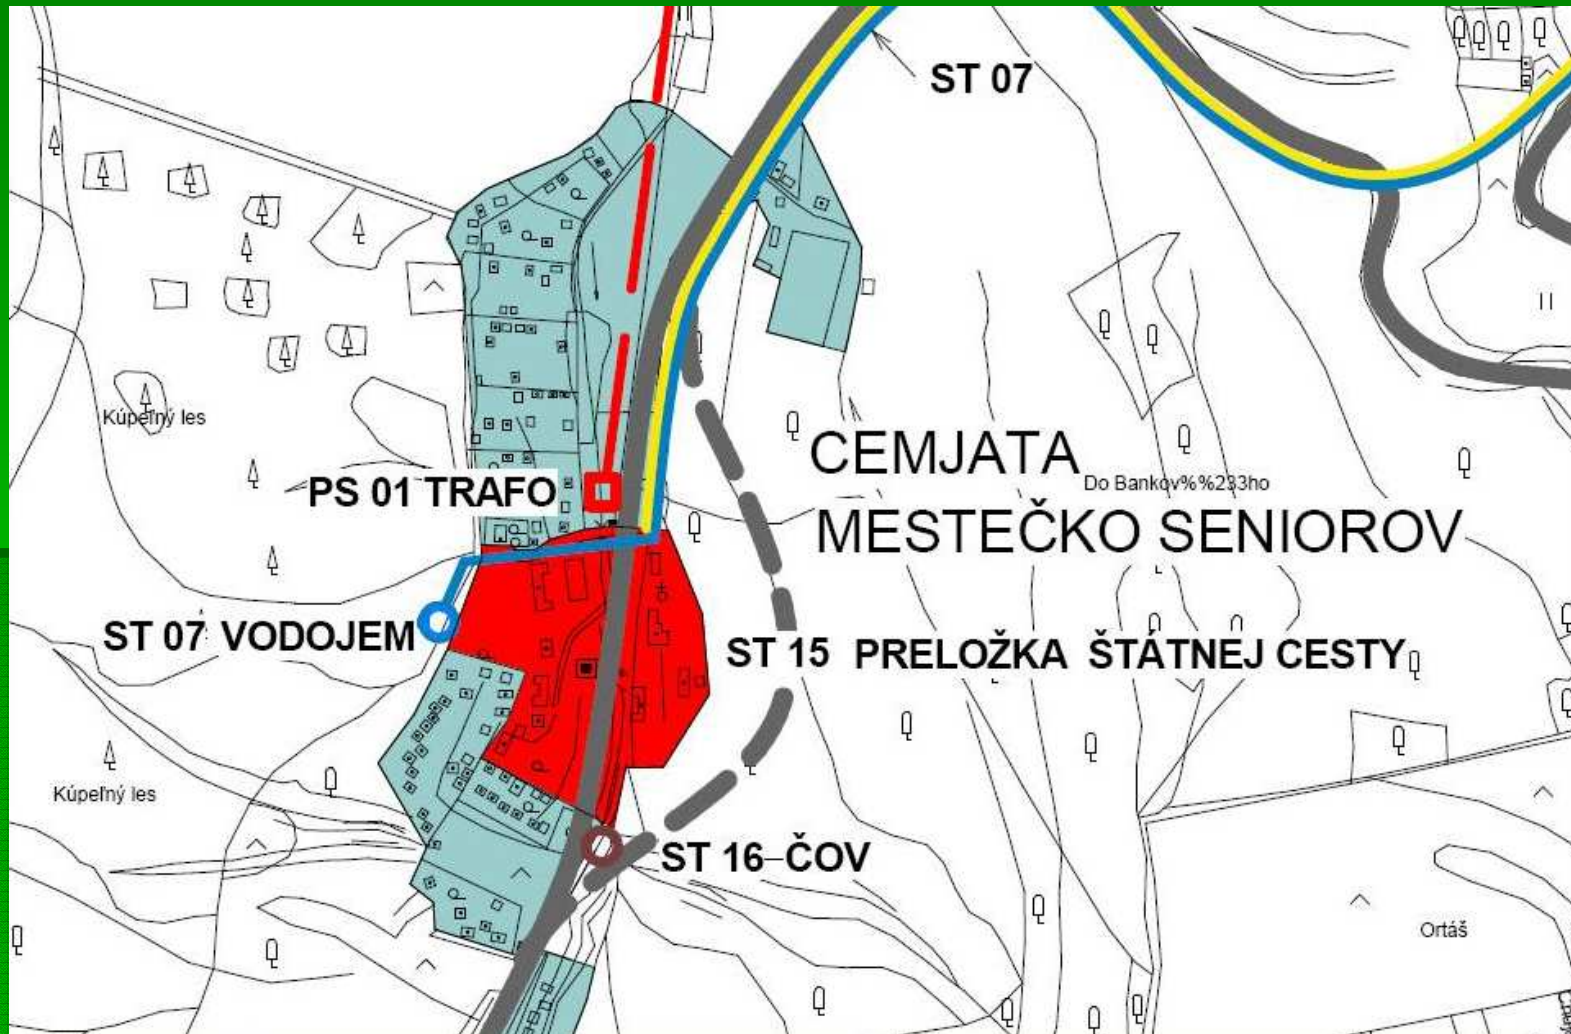 ST 07
Kúpeľný les
CEMJATA
Do Bankov%%233ho
PS 01 TRAFO
MESTEČKO SENIOROV
ST 07 VODOJEM
ST 15 PRELOŽKA ŠTÁTNEJ CESTY
Kúpeľný les
ST 16 ČOV
Ortáš